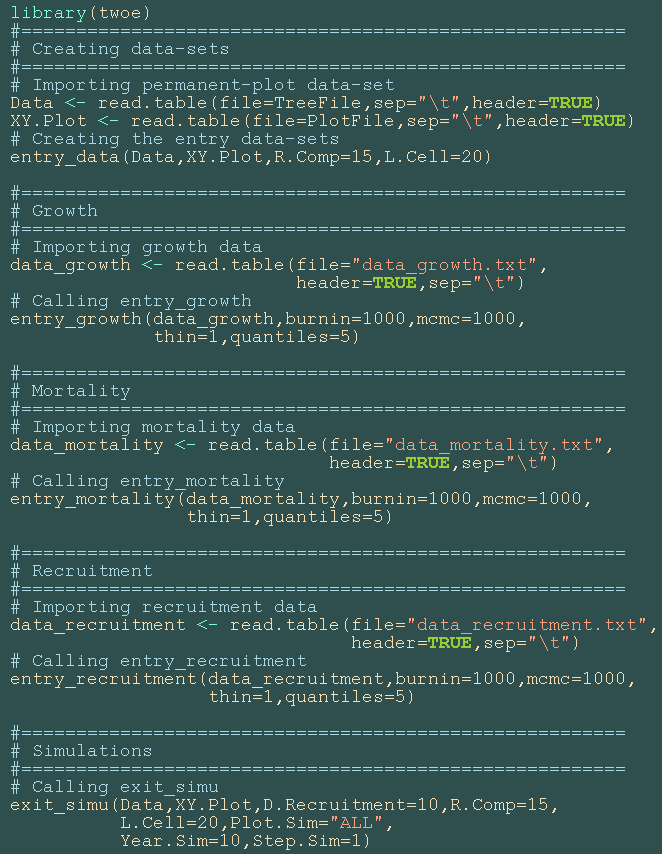 library(twoe)
#=======================================================
# Creating data-sets
#=======================================================
# Importing permanent-plot data-set
Data <- read.table(file=TreeFile,sep="\t",header=TRUE)
XY.Plot <- read.table(file=PlotFile,sep="\t",header=TRUE)
# Creating the entry data-sets
entry_data(Data,XY.Plot,R.Comp=15,L.Cell=20)
#=======================================================
# Growth
#=======================================================
# Importing growth data
data_growth <- read.table(file="data_growth.txt",
header=TRUE,sep="\t")
# Calling entry_growth
entry_growth(data_growth,burnin=1000,mcmc=1000,
thin=1,quantiles=5)
#=======================================================
# Mortality
#=======================================================
# Importing mortality data
data_mortality <- read.table(file="data_mortality.txt",
header=TRUE,sep="\t")
# Calling entry_mortality
entry_mortality(data_mortality,burnin=1000,mcmc=1000,
thin=1,quantiles=5)
#=======================================================
# Recruitment
#=======================================================
# Importing recruitment data
data_recruitment <- read.table(file="data_recruitment.txt",
header=TRUE,sep="\t")
# Calling entry_recruitment
entry_recruitment(data_recruitment,burnin=1000,mcmc=1000,
thin=1,quantiles=5)
#=======================================================
# Simulations
#=======================================================
# Calling exit_simu
exit_simu(Data,XY.Plot,D.Recruitment=10,R.Comp=15,
L.Cell=20,Plot.Sim="ALL",
Year.Sim=10,Step.Sim=1)